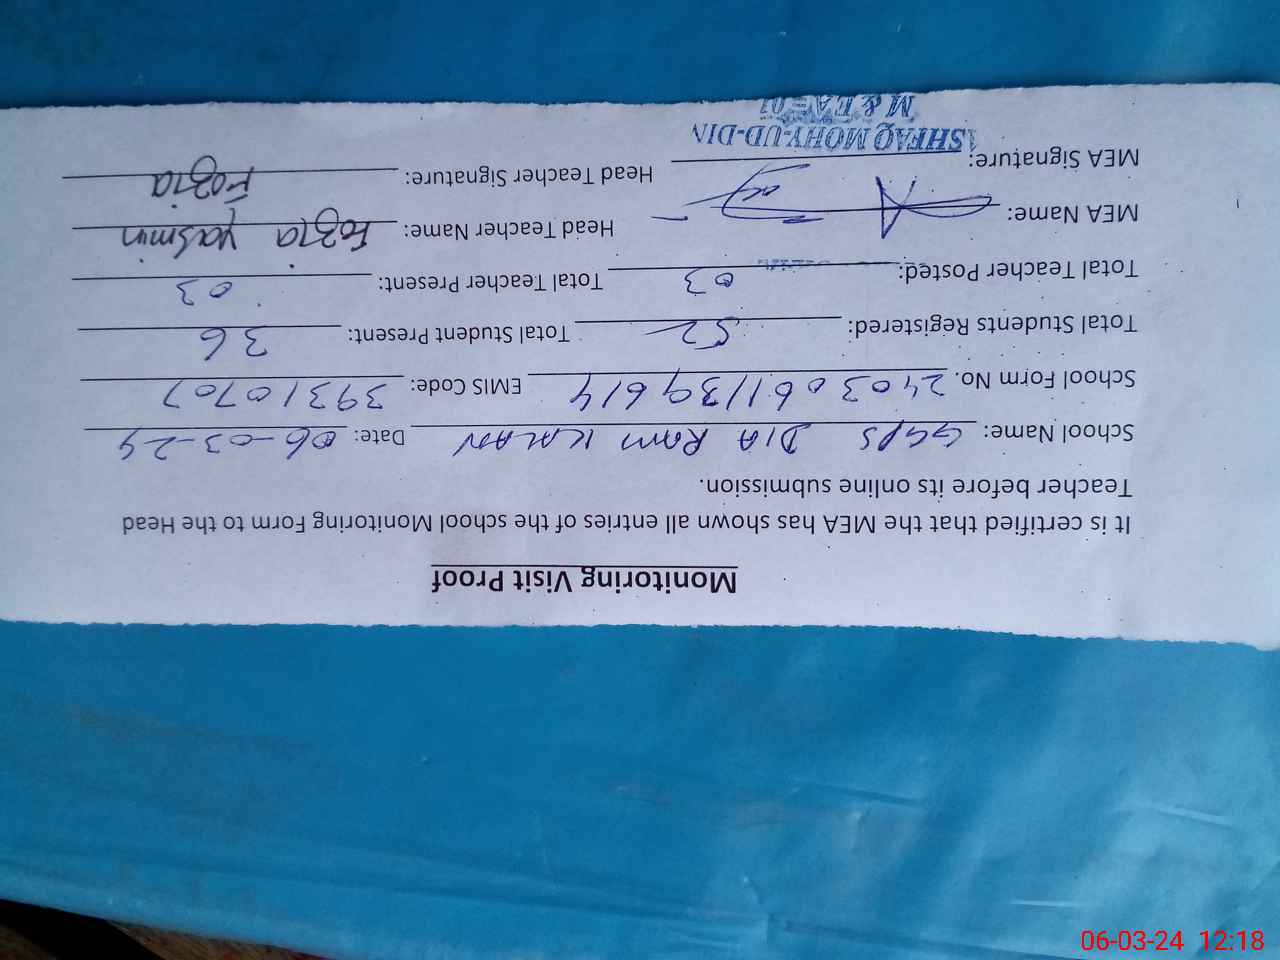 Monitoring Visit Proof
It is certified that the MEA has shown all entries of the school Monitoring Form to the Head
Teacher before its online submission.
School Name: GGPS DIA RAM KALAN Date: 06-03-24
School Form No. 2403061139614 EMIS Code: 39310707
Total Students Registered: 52 Total Student Present: 36
Total Teacher Posted: 03 Total Teacher Present: 03
MEA Name: Head Teacher Name: Fozia Yasmin
MEA Signature: Head Teacher Signature: Fozia
ASHFAQ MOHY-UD-DIN
M & EA
06-03-24 12:18